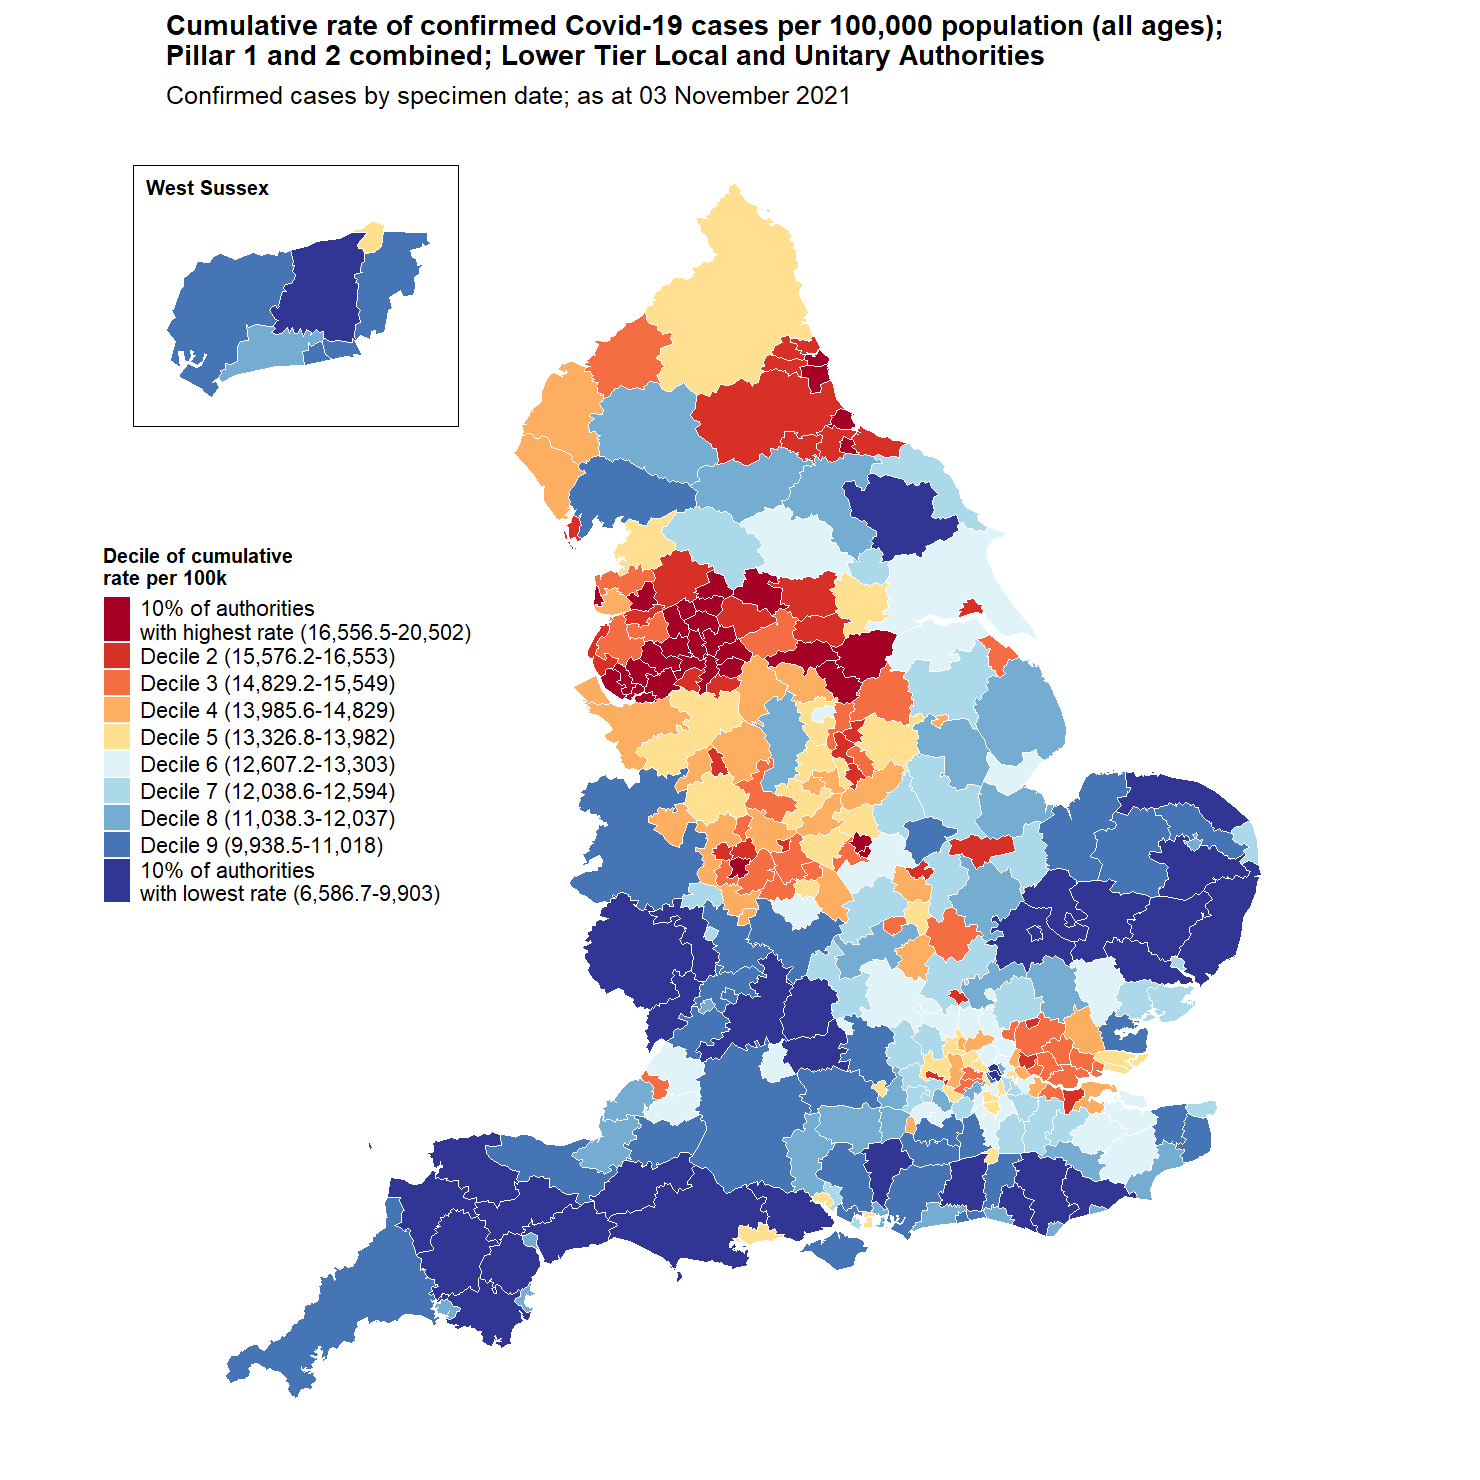 Cumulative rate of confirmed Covid-19 cases per 100,000 population (all ages);
Pillar 1 and 2 combined; Lower Tier Local and Unitary Authorities
Confirmed cases by specimen date; as at 03 November 2021
West Sussex
Decile of cumulative
rate per 100k
10% of authorities
with highest rate (16,556.5-20,502)
Decile 2 (15,576.2-16,553)
Decile 3 (14,829.2-15,549)
Decile 4 (13,985.6-14,829)
Decile 5 (13,326.8-13,982)
Decile 6 (12,607.2-13,303)
Decile 7 (12,038.6-12,594)
Decile 8 (11,038.3-12,037)
Decile 9 (9,938.5-11,018)
10% of authorities
with lowest rate (6,586.7-9,903)